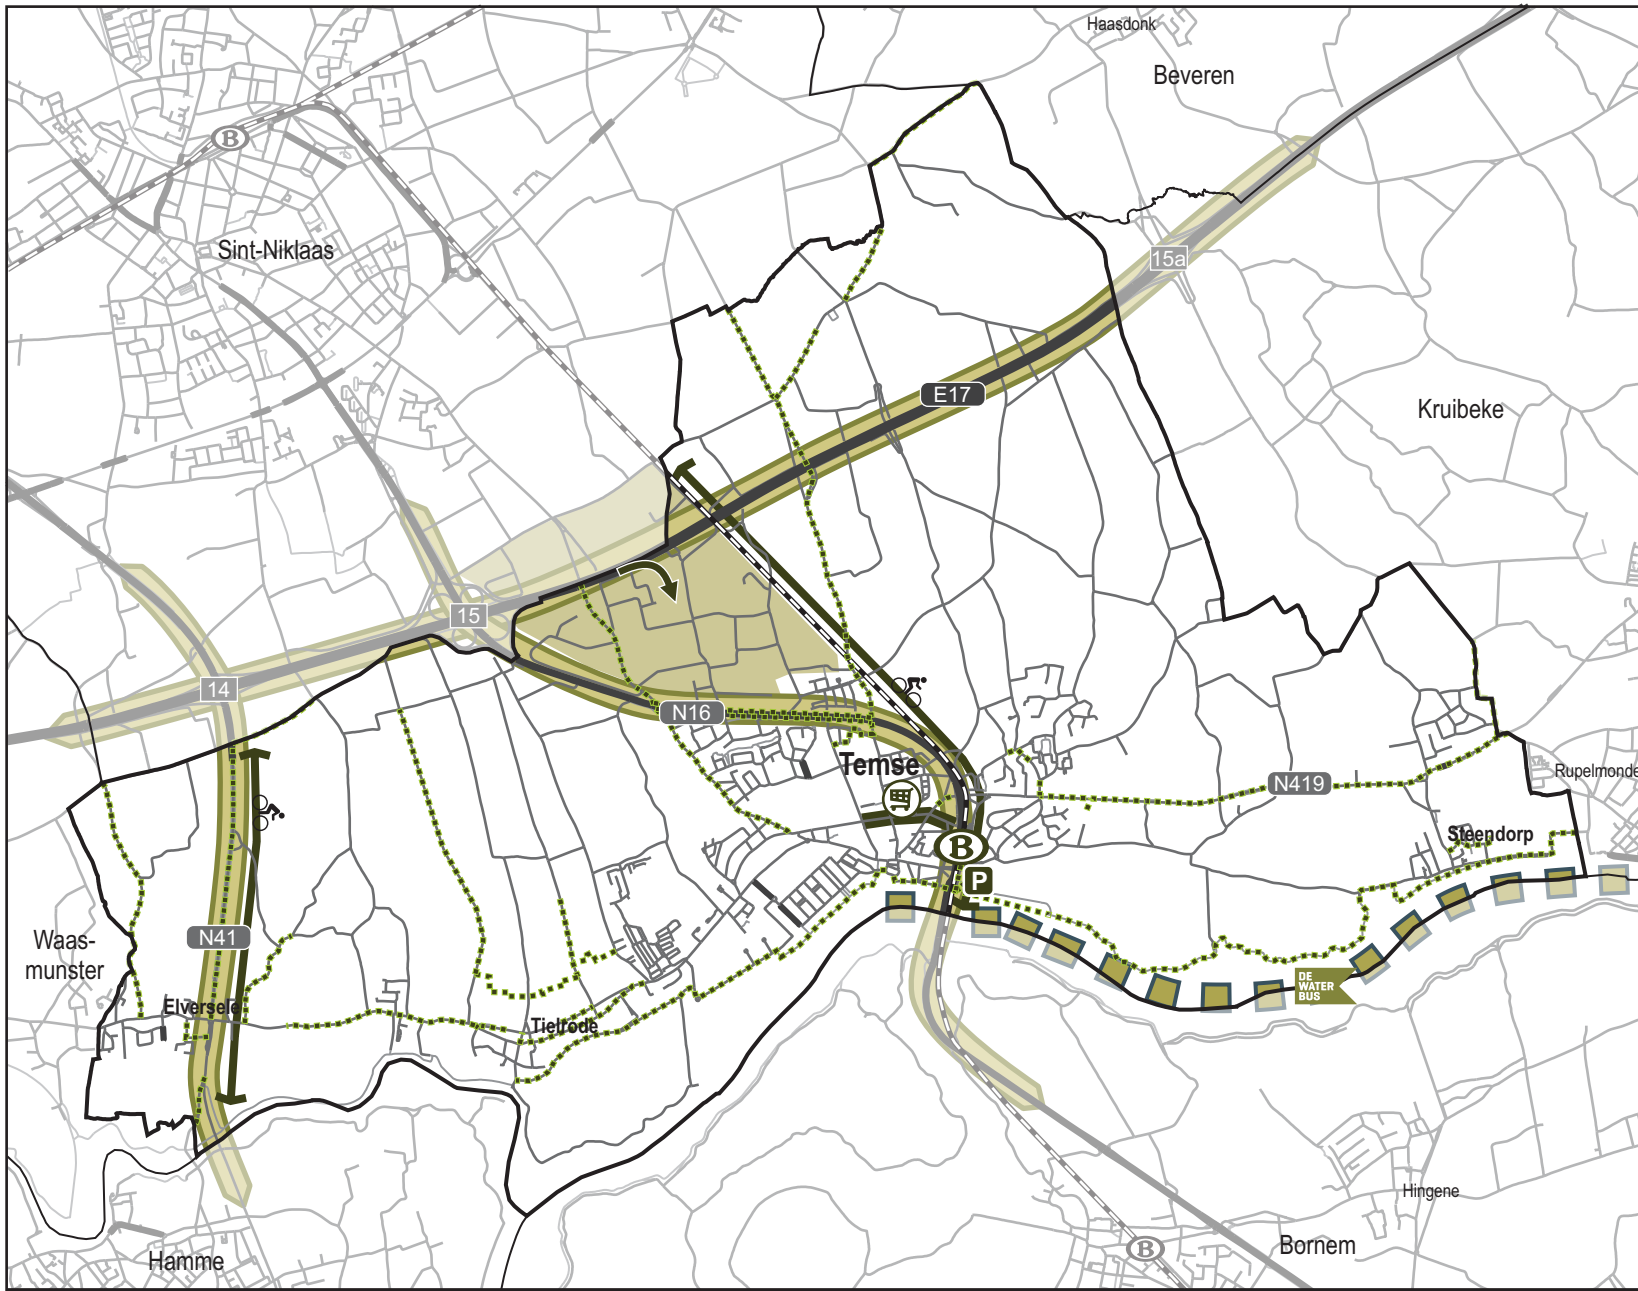 Haasdonk
Beveren
B
Sint-Niklaas
15a
E17
Kruibeke
15
14
N16
Temse
N419
Rupelmonde
Steendorp
B
P
N41
Waas-
munster
DE
WATER
BUS
Elversele
Tielrode
Hingene
B
Bornem
Hamme